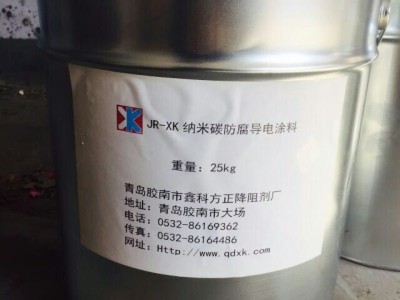 JR-XK 纳米碳防腐导电涂料
重量: 25kg
青岛胶南市鑫科方正降阻剂厂
地址: 青岛胶南市大场
电话: 0532-86169362
传真: 0532-86164486
网址: Http://www.qdxk.com